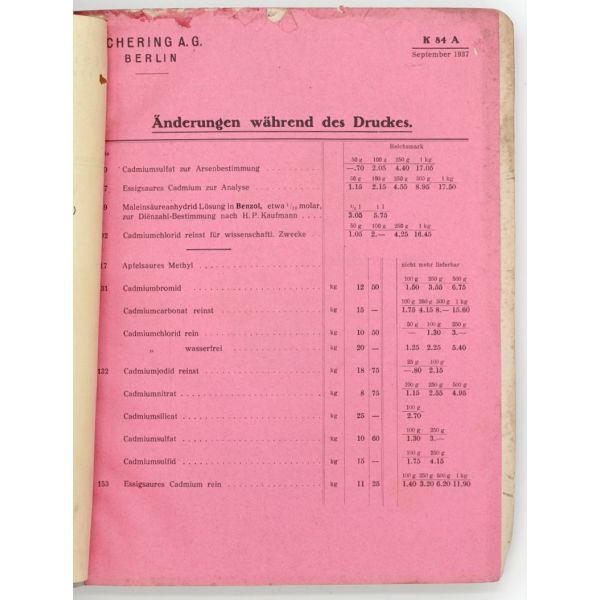 CHERING A.G.
BERLIN
K 84 A
September 1937
Änderungen während des Druckes.
Reichsmark
50 g 100 g 250 g 1 kg
Cadmiumsulfat zur Arsenbestimmung —.70 2.05 4.40 17.05
50 g 100 g 250 g 500 g 1 kg
Essigsaures Cadmium zur Analyse 1.15 2.15 4.55 8.95 17.50
Maleinsäureanhydrid Lösung in Benzol, etwa 1/10 molar,
zur Diënzahl-Bestimmung nach H. P. Kaufmann 3.05 5.75
50 g 100 g 250 g 1 kg
Cadmiumchlorid reinst für wissenschaftl. Zwecke 1.05 2.— 4.25 16.45
Apfelsaures Methyl nicht mehr lieferbar
100 g 250 g 500 g
31 Cadmiumbromid kg 12 50 1.50 3.55 6.75
100 g 250 g 500 g 1 kg
Cadmiumcarbonat reinst kg 15 — 1.75 4.15 8.— 15.60
50 g 100 g 250 g
Cadmiumchlorid rein kg 10 50 — 1.30 3.—
„ wasserfrei kg 20 — 1.25 2.25 5.40
25 g 100 g
132 Cadmiumjodid reinst kg 18 75 —.80 2.15
100 g 250 g 500 g
Cadmiumnitrat kg 8 75 1.15 2.55 4.95
100 g
Cadmiumsilicat kg 25 — 2.70
100 g 250 g
Cadmiumsulfat kg 10 60 1.30 3.—
100 g 250 g
Cadmiumsulfid kg 15 — 1.75 4.15
100 g 250 g 500 g 1 kg
153 Essigsaures Cadmium rein kg 11 25 1.40 3.20 6.20 11.90